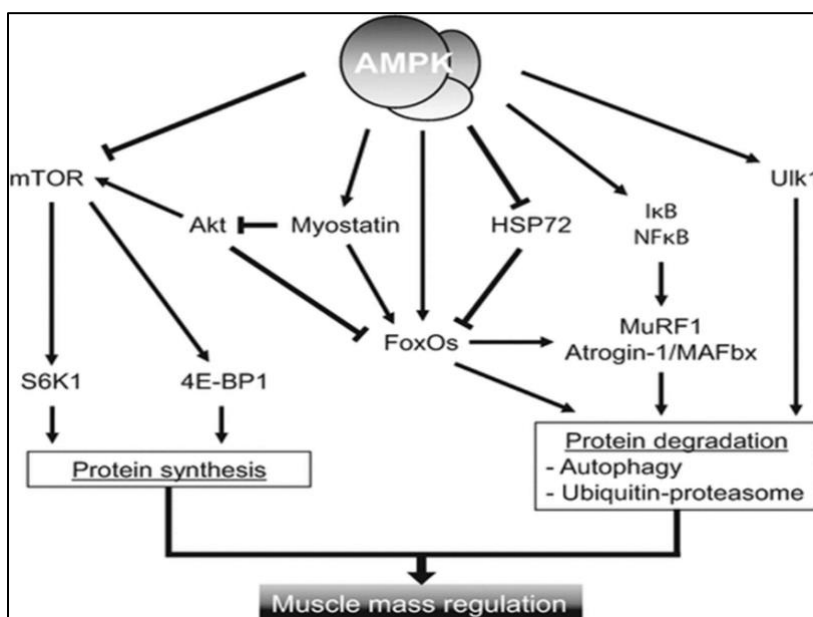 AMPK
mTOR
Ulk1
Akt
Myostatin
HSP72
IκB
NFκB
FoxOs
MuRF1
Atrogin-1/MAFbx
S6K1
4E-BP1
Protein synthesis
Protein degradation
- Autophagy
- Ubiquitin-proteasome
Muscle mass regulation